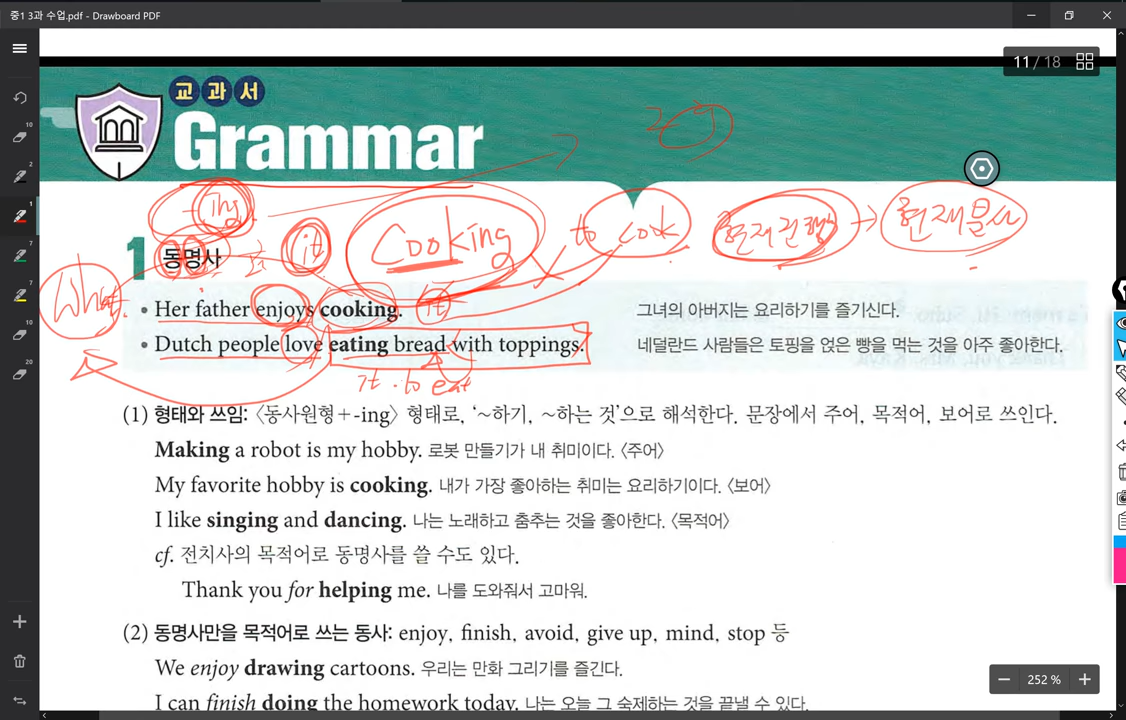 중1 3과 수업.pdf - Drawboard PDF
11 / 18
교과서
Grammar
-ing
it
Cooking
to cook
현재진행 → 현재분사
1 동명사
What
• Her father enjoys cooking. it
그녀의 아버지는 요리하기를 즐기신다.
• Dutch people love eating bread with toppings.
네덜란드 사람들은 토핑을 얹은 빵을 먹는 것을 아주 좋아한다.
it. to eat
(1) 형태와 쓰임: 〈동사원형+-ing〉 형태로, ‘~하기, ~하는 것’으로 해석한다. 문장에서 주어, 목적어, 보어로 쓰인다.
Making a robot is my hobby. 로봇 만들기가 내 취미이다. 〈주어〉
My favorite hobby is cooking. 내가 가장 좋아하는 취미는 요리하기이다. 〈보어〉
I like singing and dancing. 나는 노래하고 춤추는 것을 좋아한다. 〈목적어〉
cf. 전치사의 목적어로 동명사를 쓸 수도 있다.
Thank you for helping me. 나를 도와줘서 고마워.
(2) 동명사만을 목적어로 쓰는 동사: enjoy, finish, avoid, give up, mind, stop 등
We enjoy drawing cartoons. 우리는 만화 그리기를 즐긴다.
I can finish doing the homework today. 나는 오늘 그 숙제하는 것을 끝낼 수 있다.
252 %